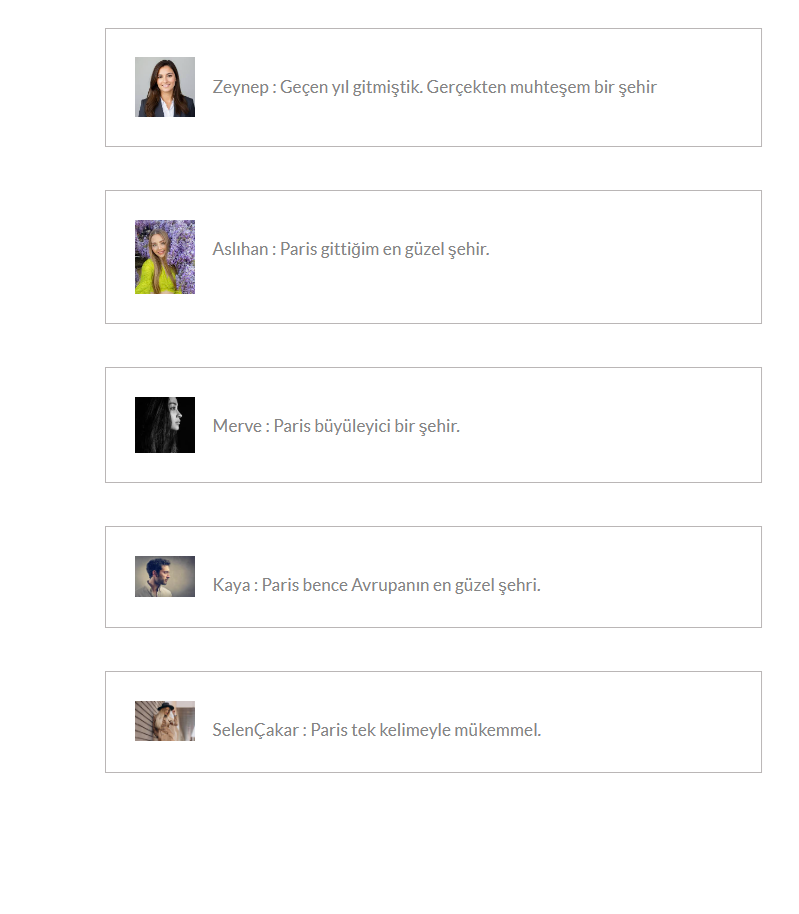 Zeynep : Geçen yıl gitmiştik. Gerçekten muhteşem bir şehir
Aslıhan : Paris gittiğim en güzel şehir.
Merve : Paris büyüleyici bir şehir.
Kaya : Paris bence Avrupanın en güzel şehri.
SelenÇakar : Paris tek kelimeyle mükemmel.